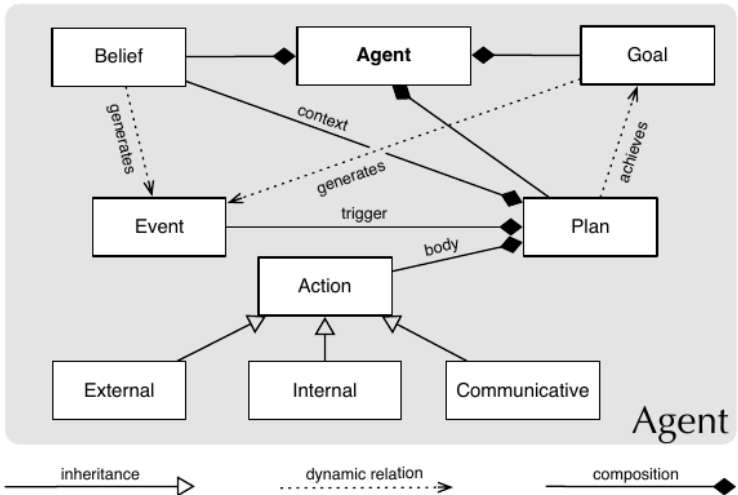 Belief
Agent
Goal
generates
context
generates
achieves
Event
trigger
Plan
body
Action
External
Internal
Communicative
Agent
inheritance
dynamic relation
composition